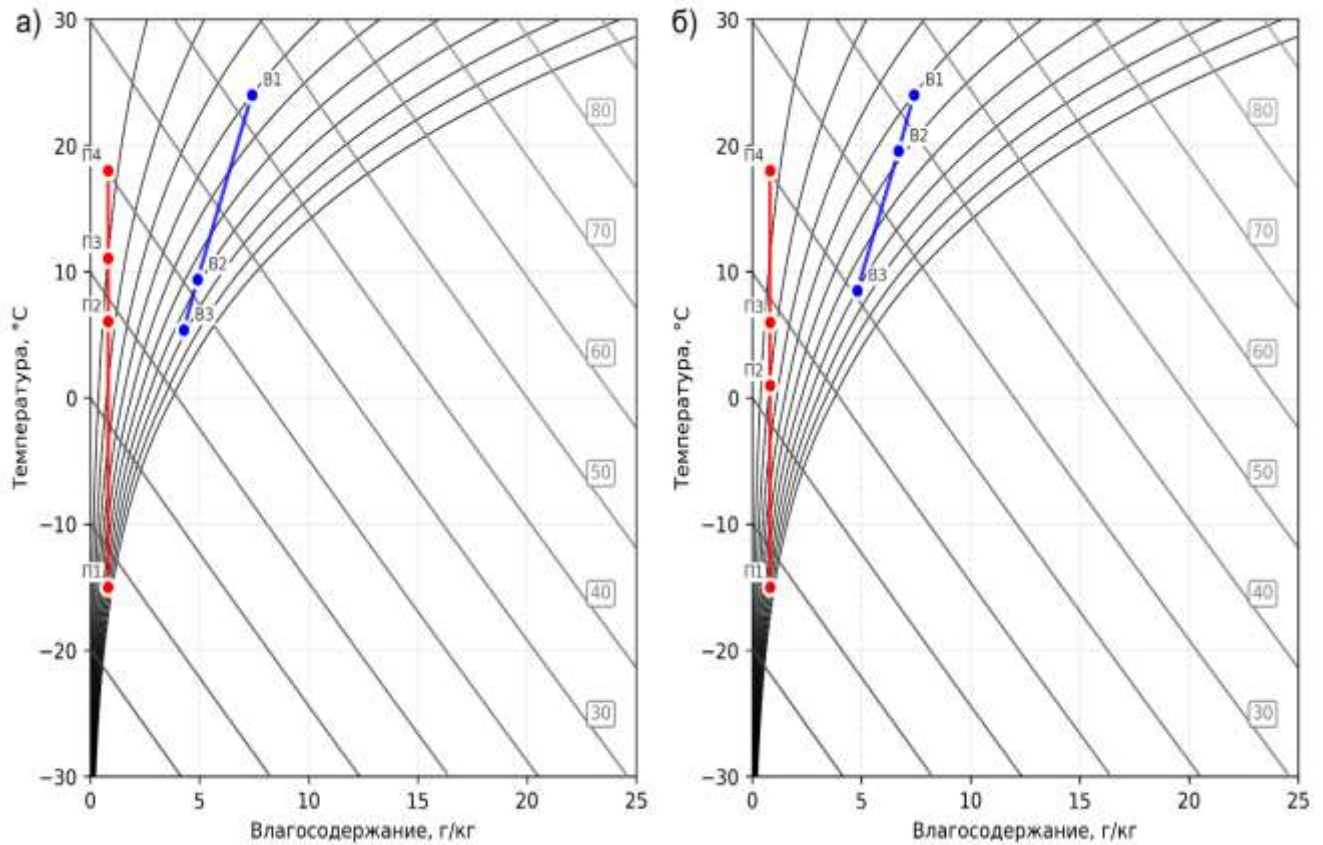 а)
30
20
10
0
−10
−20
−30
Температура, °С
0 5 10 15 20 25
Влагосодержание, г/кг
П4
П3
П2
П1
В1
В2
В3
80
70
60
50
40
30
б)
30
20
10
0
−10
−20
−30
Температура, °С
0 5 10 15 20 25
Влагосодержание, г/кг
П4
П3
П2
П1
В1
В2
В3
80
70
60
50
40
30